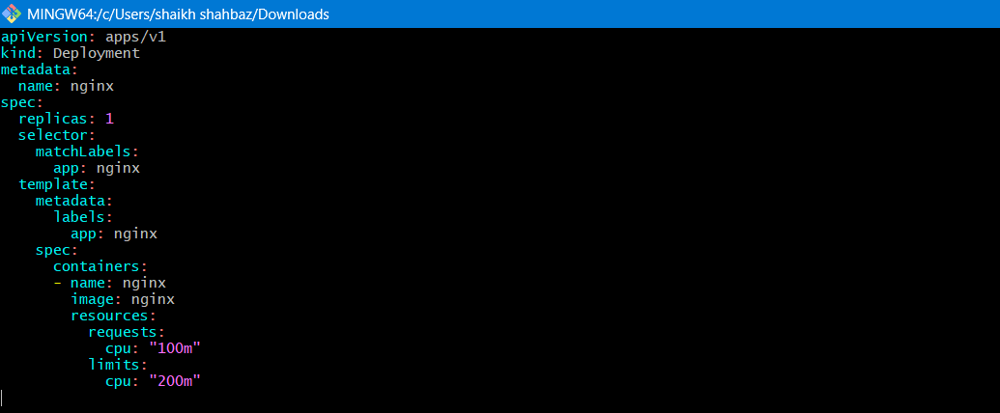 MINGW64:/c/Users/shaikh shahbaz/Downloads
apiVersion: apps/v1
kind: Deployment
metadata:
  name: nginx
spec:
  replicas: 1
  selector:
    matchLabels:
      app: nginx
  template:
    metadata:
      labels:
        app: nginx
    spec:
      containers:
      - name: nginx
        image: nginx
        resources:
          requests:
            cpu: "100m"
          limits:
            cpu: "200m"